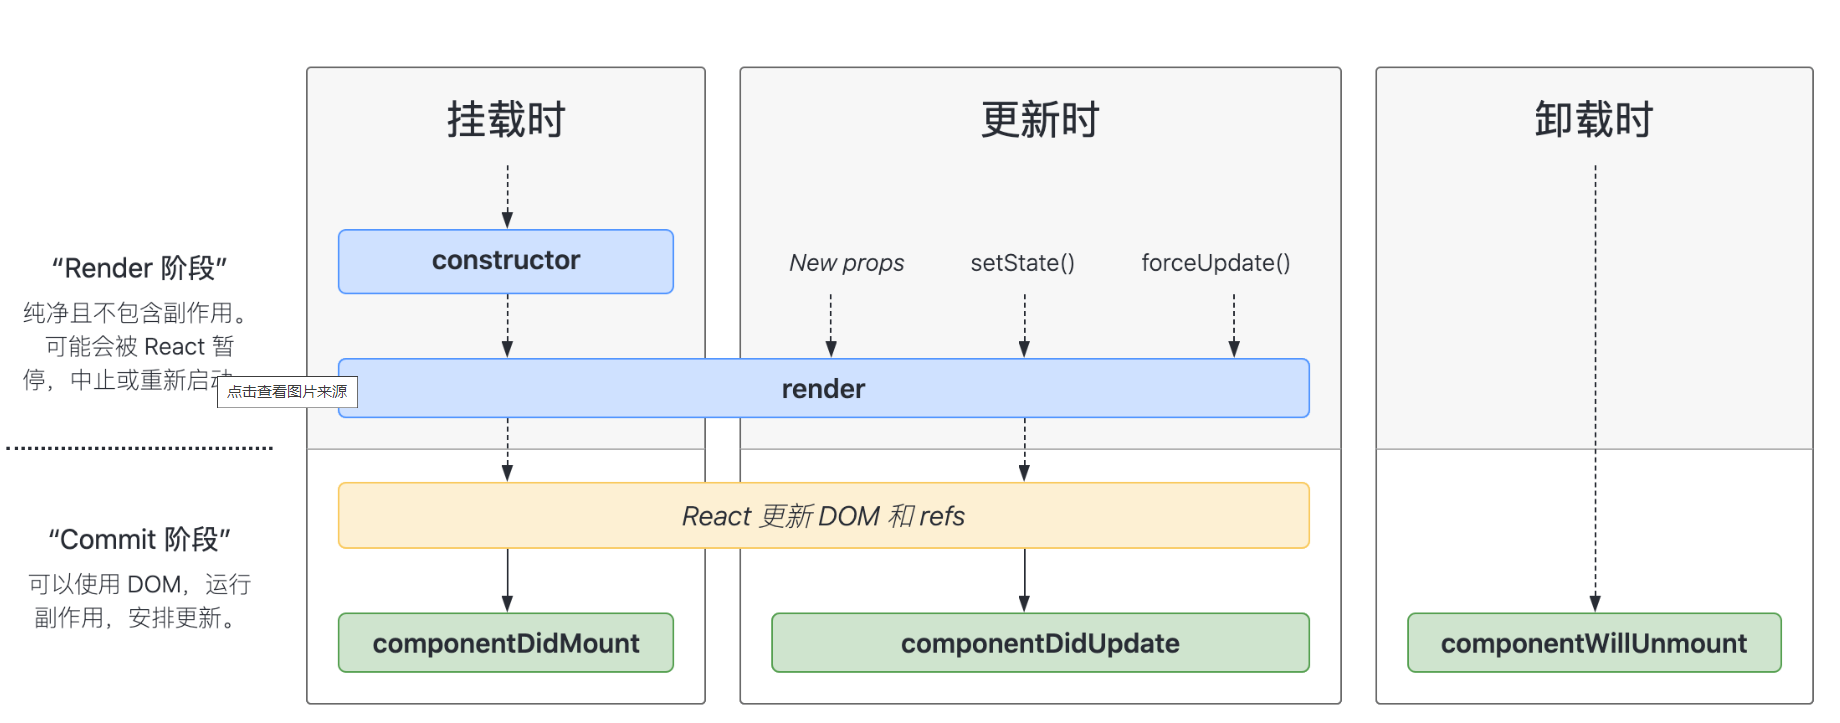 挂载时
更新时
卸载时
“Render 阶段”
纯净且不包含副作用。
可能会被 React 暂
停，中止或重新启动
constructor
New props
setState()
forceUpdate()
点击查看图片来源
render
“Commit 阶段”
可以使用 DOM，运行
副作用，安排更新。
React 更新 DOM 和 refs
componentDidMount
componentDidUpdate
componentWillUnmount